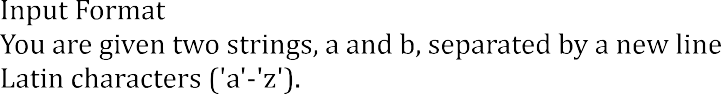 Input Format
You are given two strings, a and b, separated by a new line
Latin characters ('a'-'z').